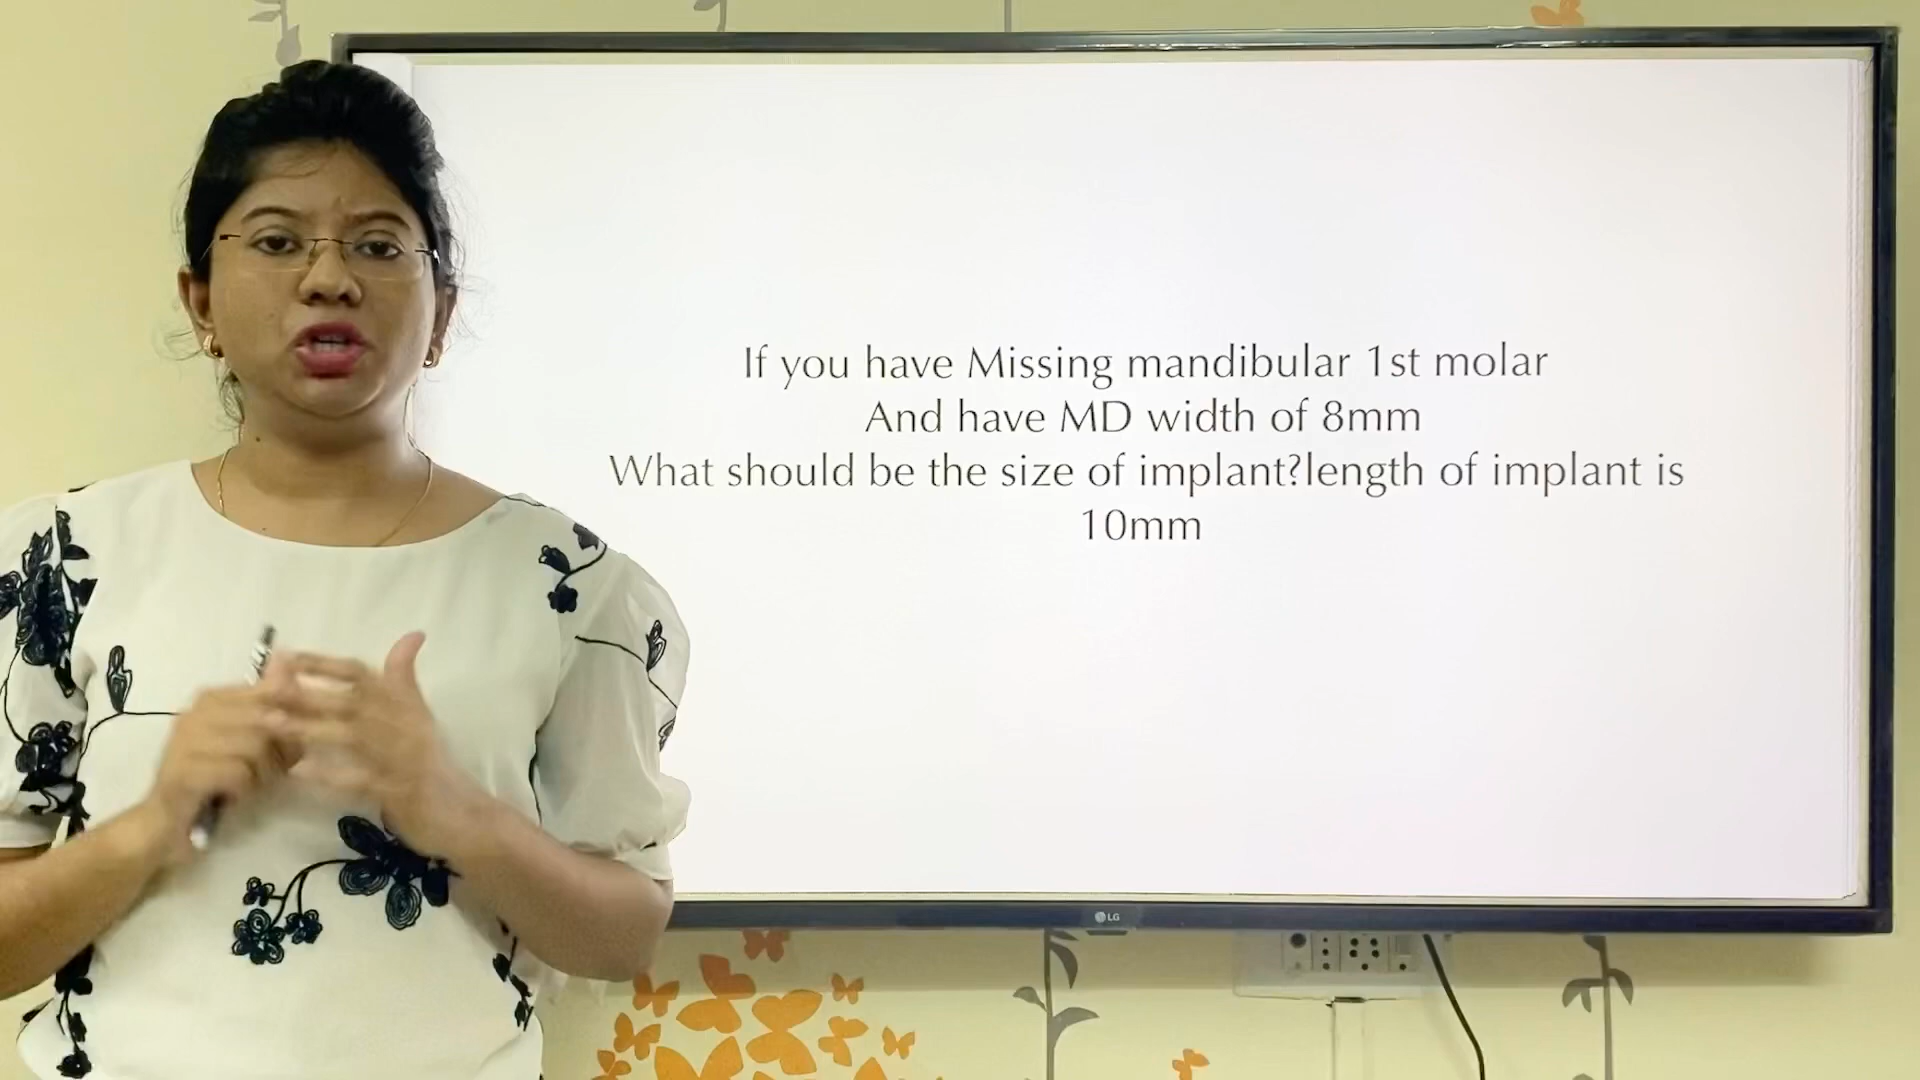 If you have Missing mandibular 1st molar
And have MD width of 8mm
What should be the size of implant?length of implant is
10mm
LG